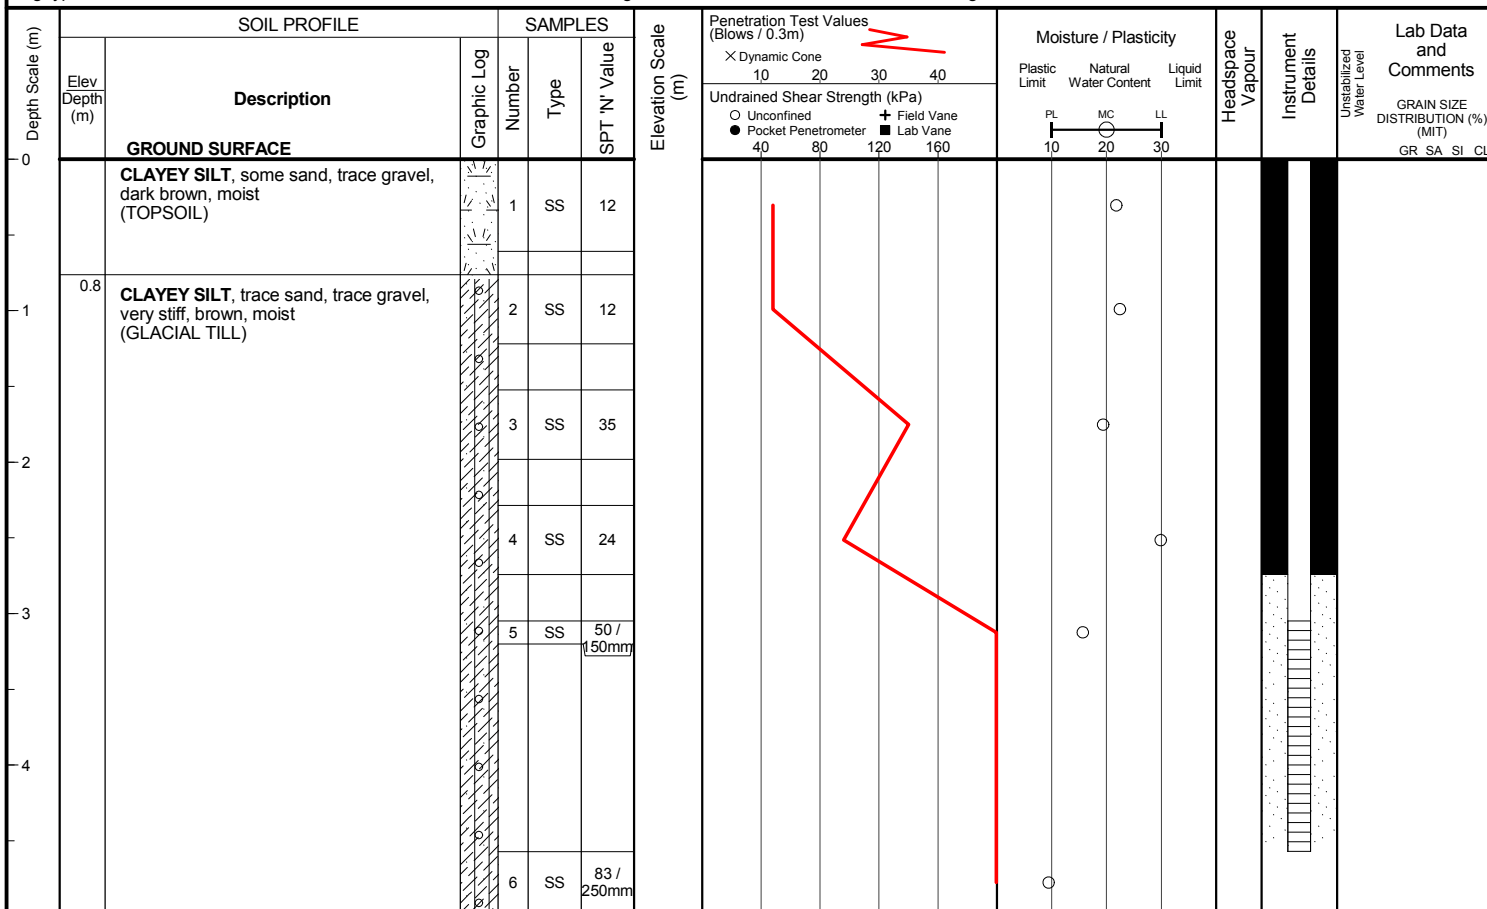 SOIL PROFILE
SAMPLES
Depth Scale (m)
Elev
Depth
(m)
Description
GROUND SURFACE
Graphic Log
Number
Type
SPT 'N' Value
Elevation Scale
(m)
Penetration Test Values
(Blows / 0.3m)
× Dynamic Cone
10 20 30 40
Undrained Shear Strength (kPa)
Unconfined
Field Vane
Pocket Penetrometer
Lab Vane
40 80 120 160
Moisture / Plasticity
Plastic
Limit
Natural
Water Content
Liquid
Limit
PL MC LL
10 20 30
Headspace
Vapour
Instrument
Details
Unstabilized
Water Level
Lab Data
and
Comments
GRAIN SIZE
DISTRIBUTION (%)
(MIT)
GR SA SI CL
0
CLAYEY SILT, some sand, trace gravel,
dark brown, moist
(TOPSOIL)
1 SS 12
0.8
CLAYEY SILT, trace sand, trace gravel,
very stiff, brown, moist
(GLACIAL TILL)
1
2 SS 12
3 SS 35
2
4 SS 24
3
5 SS 50 /
150mm
4
6 SS 83 /
250mm